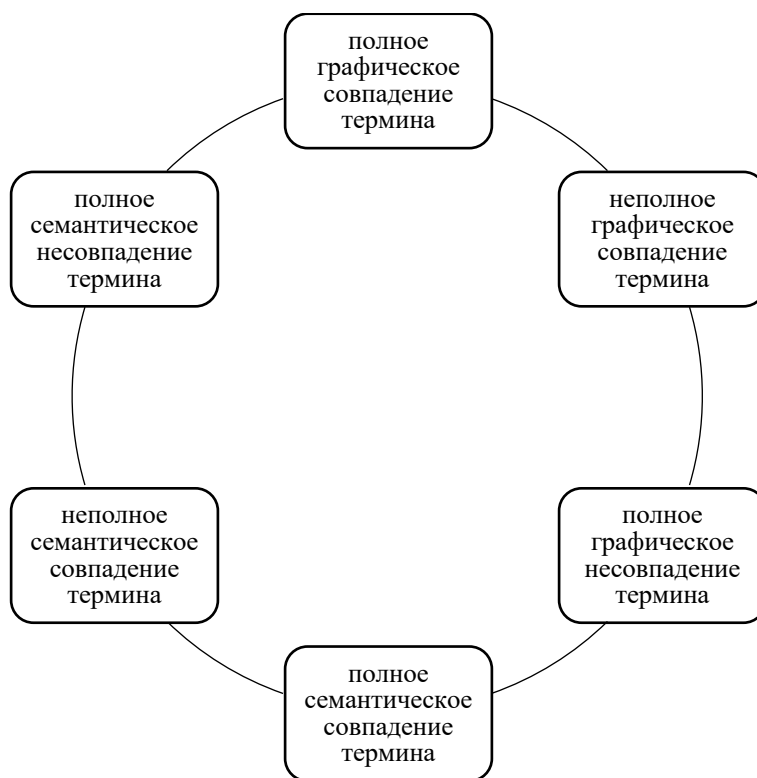 полное
графическое
совпадение
термина
полное
семантическое
несовпадение
термина
неполное
графическое
совпадение
термина
неполное
семантическое
совпадение
термина
полное
графическое
несовпадение
термина
полное
семантическое
совпадение
термина